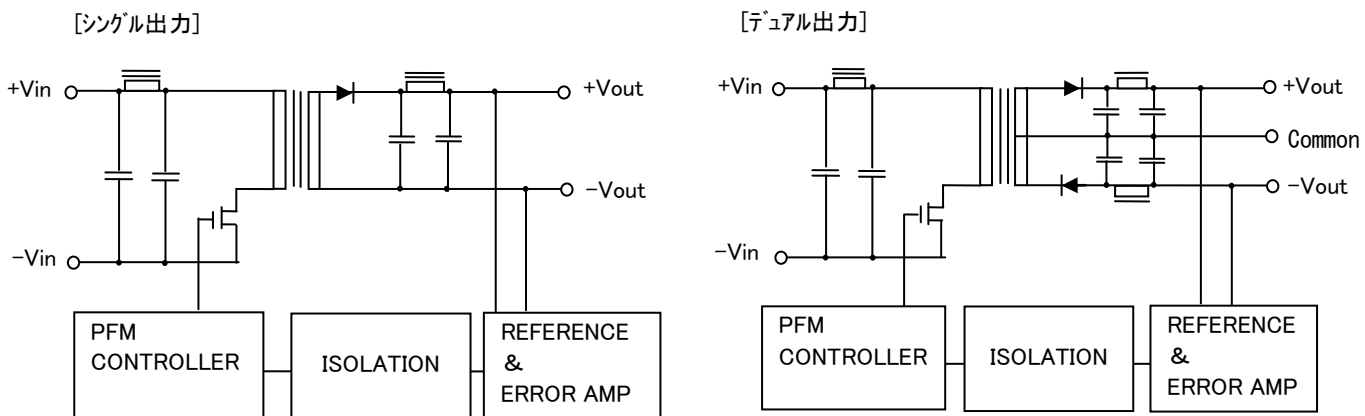 [シングル出力]
+Vin
+Vout
−Vout
−Vin
PFM
CONTROLLER
ISOLATION
REFERENCE
&
ERROR AMP
[デュアル出力]
+Vin
+Vout
Common
−Vout
−Vin
PFM
CONTROLLER
ISOLATION
REFERENCE
&
ERROR AMP